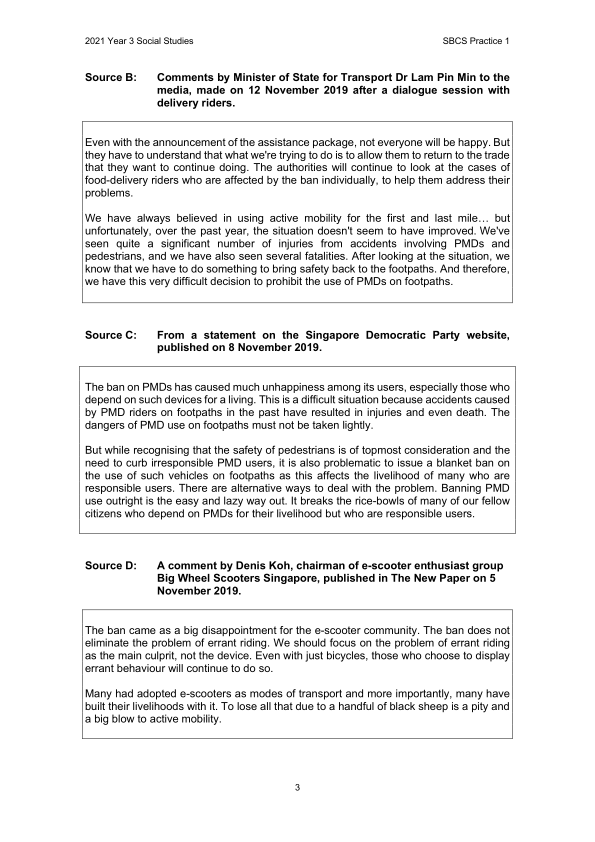 2021 Year 3 Social Studies SBCS Practice 1
Source B: Comments by Minister of State for Transport Dr Lam Pin Min to the
media, made on 12 November 2019 after a dialogue session with
delivery riders.
Even with the announcement of the assistance package, not everyone will be happy. But
they have to understand that what we're trying to do is to allow them to return to the trade
that they want to continue doing. The authorities will continue to look at the cases of
food-delivery riders who are affected by the ban individually, to help them address their
problems.
We have always believed in using active mobility for the first and last mile… but
unfortunately, over the past year, the situation doesn't seem to have improved. We've
seen quite a significant number of injuries from accidents involving PMDs and
pedestrians, and we have also seen several fatalities. After looking at the situation, we
know that we have to do something to bring safety back to the footpaths. And therefore,
we have this very difficult decision to prohibit the use of PMDs on footpaths.
Source C: From a statement on the Singapore Democratic Party website,
published on 8 November 2019.
The ban on PMDs has caused much unhappiness among its users, especially those who
depend on such devices for a living. This is a difficult situation because accidents caused
by PMD riders on footpaths in the past have resulted in injuries and even death. The
dangers of PMD use on footpaths must not be taken lightly.
But while recognising that the safety of pedestrians is of topmost consideration and the
need to curb irresponsible PMD users, it is also problematic to issue a blanket ban on
the use of such vehicles on footpaths as this affects the livelihood of many who are
responsible users. There are alternative ways to deal with the problem. Banning PMD
use outright is the easy and lazy way out. It breaks the rice-bowls of many of our fellow
citizens who depend on PMDs for their livelihood but who are responsible users.
Source D: A comment by Denis Koh, chairman of e-scooter enthusiast group
Big Wheel Scooters Singapore, published in The New Paper on 5
November 2019.
The ban came as a big disappointment for the e-scooter community. The ban does not
eliminate the problem of errant riding. We should focus on the problem of errant riding
as the main culprit, not the device. Even with just bicycles, those who choose to display
errant behaviour will continue to do so.
Many had adopted e-scooters as modes of transport and more importantly, many have
built their livelihoods with it. To lose all that due to a handful of black sheep is a pity and
a big blow to active mobility.
3